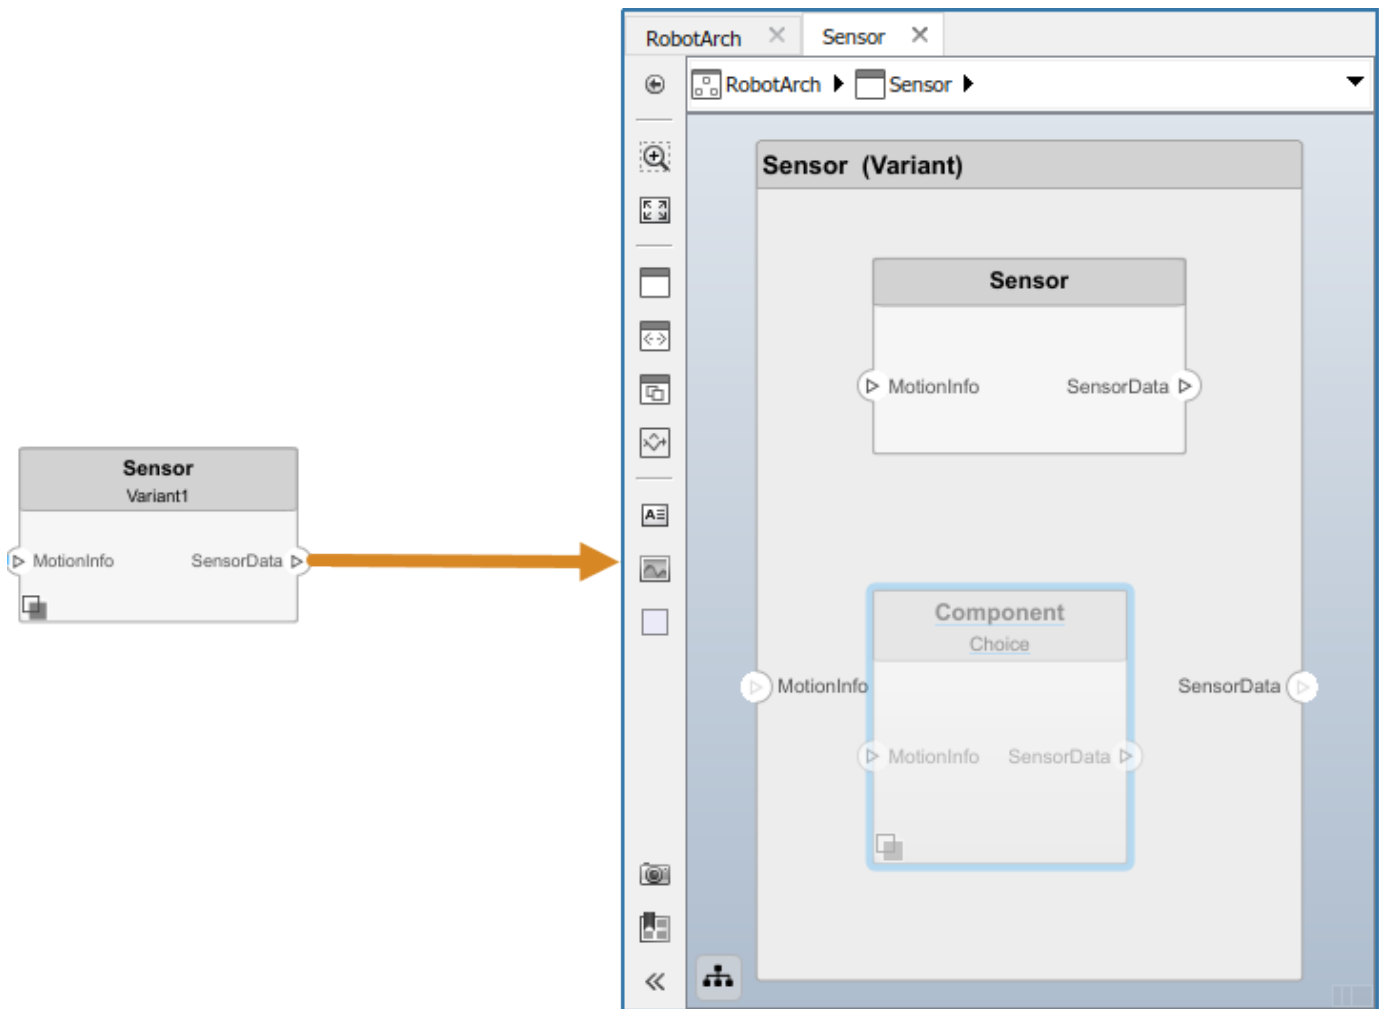 RobotArch
Sensor
RobotArch Sensor
Sensor (Variant)
Sensor
MotionInfo SensorData
Sensor
Variant1
MotionInfo SensorData
Component
Choice
MotionInfo SensorData
MotionInfo SensorData